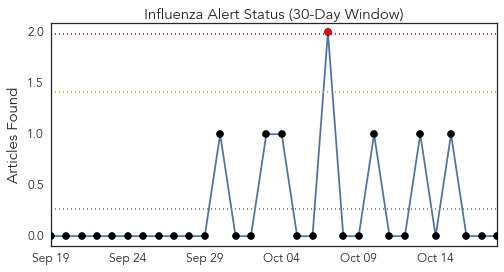 Influenza Alert Status (30-Day Window)
Articles Found
2.0
1.5
1.0
0.5
0.0
Sep 19 Sep 24 Sep 29 Oct 04 Oct 09 Oct 14